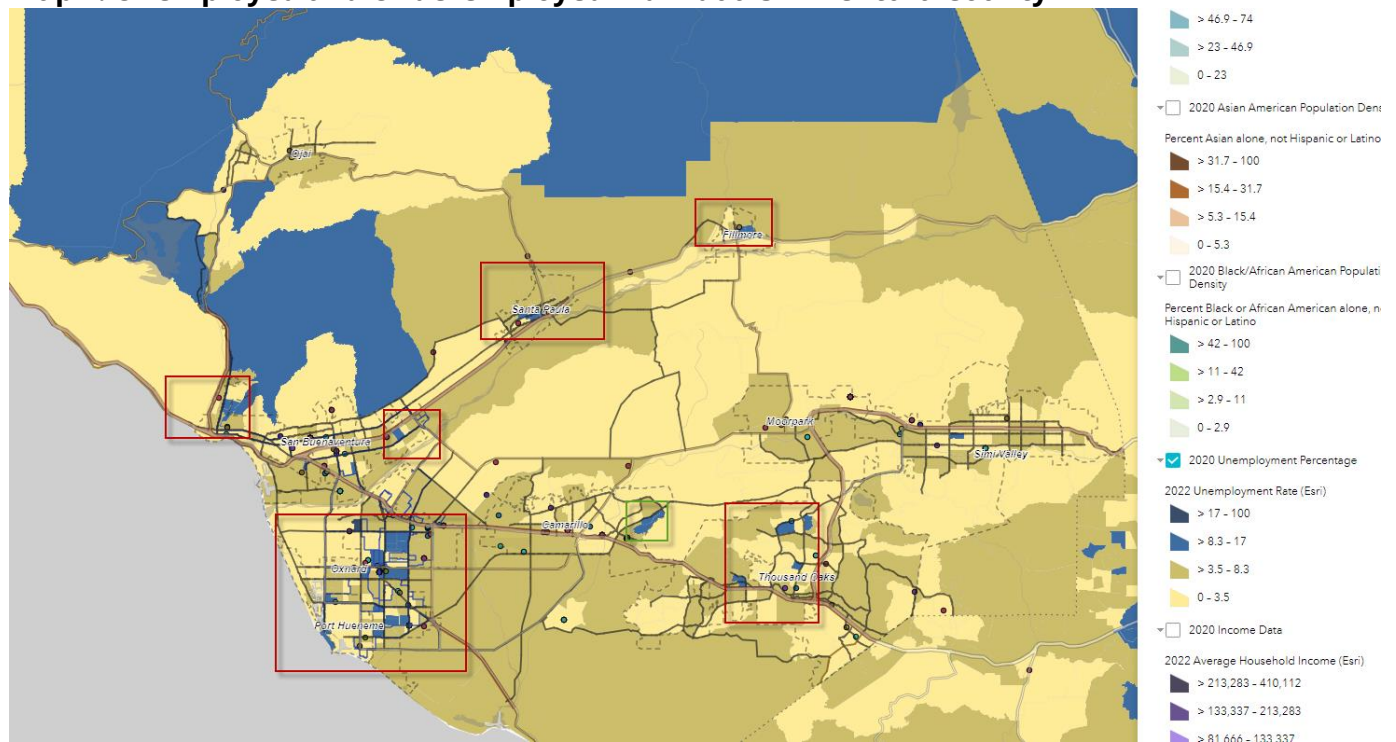 > 46.9 - 74
> 23 - 46.9
0 - 23
2020 Asian American Population Dens
Percent Asian alone, not Hispanic or Latino
> 31.7 - 100
> 15.4 - 31.7
> 5.3 - 15.4
0 - 5.3
2020 Black/African American Populati
Density
Percent Black or African American alone, n
Hispanic or Latino
> 42 - 100
> 11 - 42
> 2.9 - 11
0 - 2.9
2020 Unemployment Percentage
2022 Unemployment Rate (Esri)
> 17 - 100
> 8.3 - 17
> 3.5 - 8.3
0 - 3.5
2020 Income Data
2022 Average Household Income (Esri)
> 213,283 - 410,112
> 133,337 - 213,283
> 81,666 - 133,337
Ojai
Fillmore
Santa Paula
San Buenaventura
Moorpark
Simi Valley
Camarillo
Oxnard
Thousand Oaks
Port Hueneme